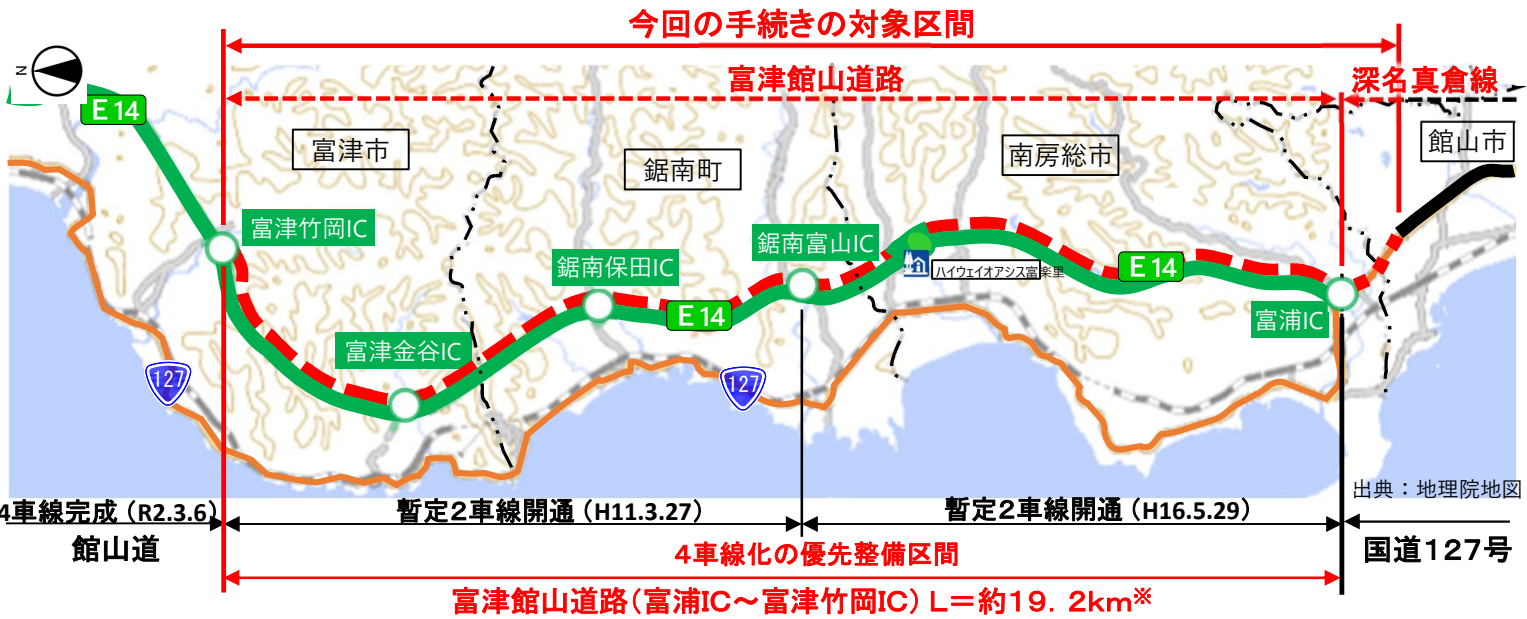 今回の手続きの対象区間
富津館山道路
深名真倉線
N
E14
富津市
鋸南町
南房総市
館山市
富津竹岡IC
鋸南保田IC
鋸南富山IC
ハイウェイオアシス富楽里
E14
E14
富津金谷IC
富浦IC
127
127
出典：地理院地図
4車線完成（R2.3.6）
暫定2車線開通（H11.3.27）
暫定2車線開通（H16.5.29）
館山道
4車線化の優先整備区間
国道127号
富津館山道路（富浦IC～富津竹岡IC）L＝約19．2km※